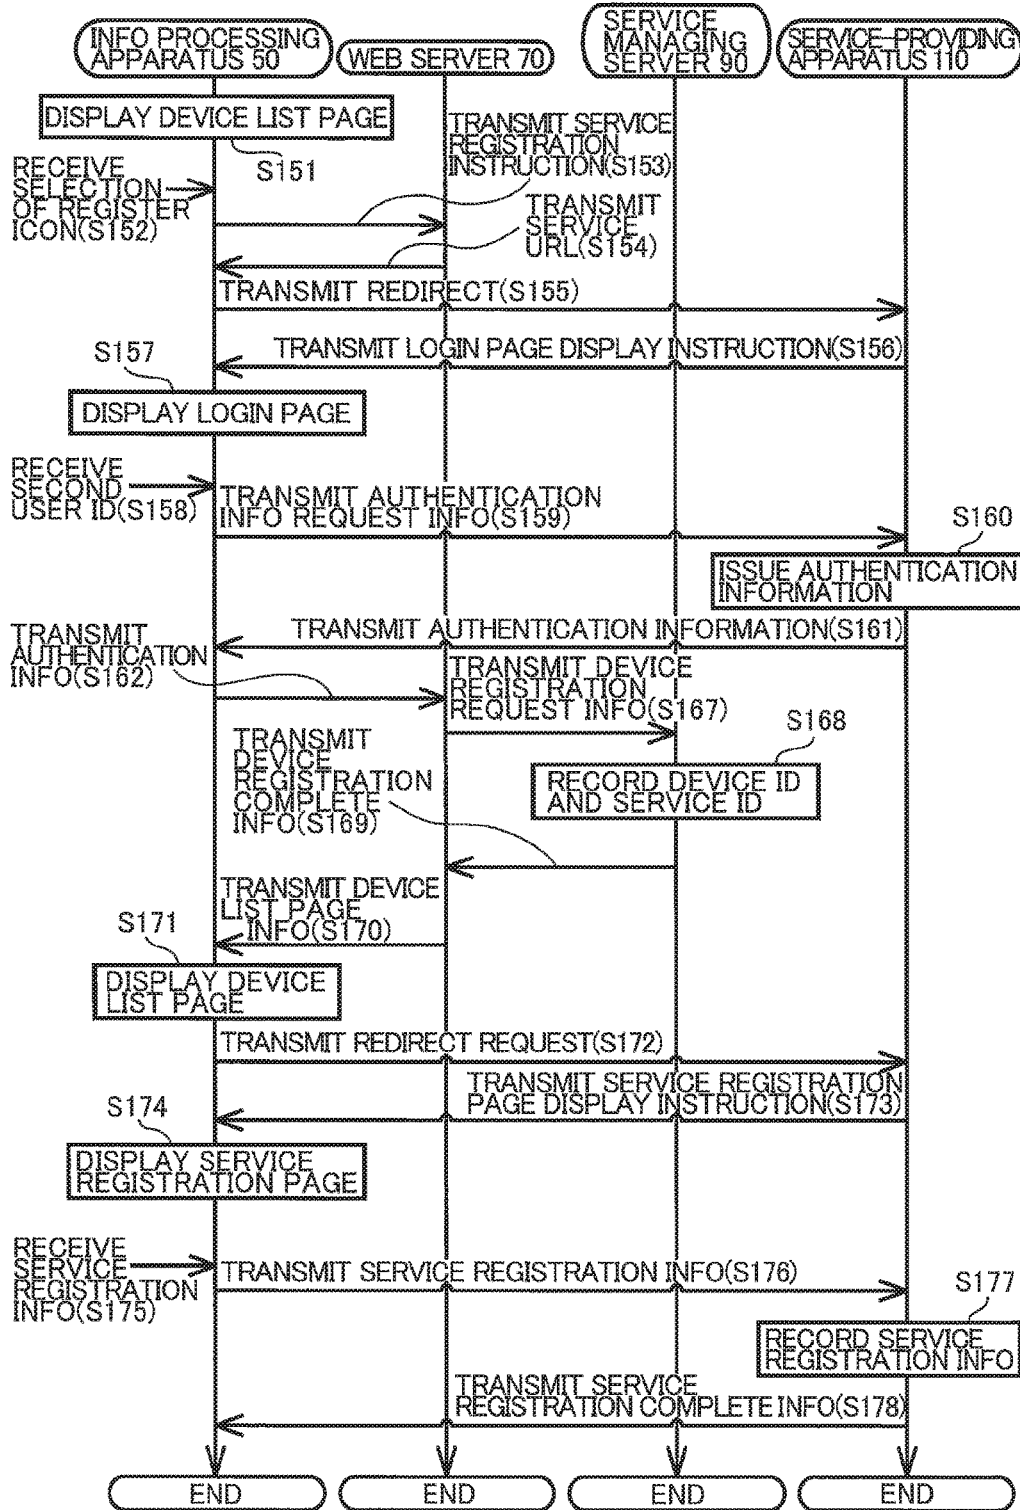 INFO PROCESSING
APPARATUS 50
WEB SERVER 70
SERVICE
MANAGING
SERVER 90
SERVICE-PROVIDING
APPARATUS 110
DISPLAY DEVICE LIST PAGE
S151
RECEIVE
SELECTION
OF REGISTER
ICON(S152)
TRANSMIT SERVICE
REGISTRATION
INSTRUCTION(S153)
TRANSMIT
SERVICE
URL(S154)
TRANSMIT REDIRECT(S155)
TRANSMIT LOGIN PAGE DISPLAY INSTRUCTION(S156)
S157
DISPLAY LOGIN PAGE
RECEIVE
SECOND
USER ID(S158)
TRANSMIT AUTHENTICATION
INFO REQUEST INFO(S159)
S160
ISSUE AUTHENTICATION
INFORMATION
TRANSMIT AUTHENTICATION INFORMATION(S161)
TRANSMIT
AUTHENTICATION
INFO(S162)
TRANSMIT DEVICE
REGISTRATION
REQUEST INFO(S167)
S168
RECORD DEVICE ID
AND SERVICE ID
TRANSMIT
DEVICE
REGISTRATION
COMPLETE
INFO(S169)
TRANSMIT DEVICE
LIST PAGE
INFO(S170)
S171
DISPLAY DEVICE
LIST PAGE
TRANSMIT REDIRECT REQUEST(S172)
TRANSMIT SERVICE REGISTRATION
PAGE DISPLAY INSTRUCTION(S173)
S174
DISPLAY SERVICE
REGISTRATION PAGE
RECEIVE
SERVICE
REGISTRATION
INFO(S175)
TRANSMIT SERVICE REGISTRATION INFO(S176)
S177
RECORD SERVICE
REGISTRATION INFO
TRANSMIT SERVICE
REGISTRATION COMPLETE INFO(S178)
END
END
END
END